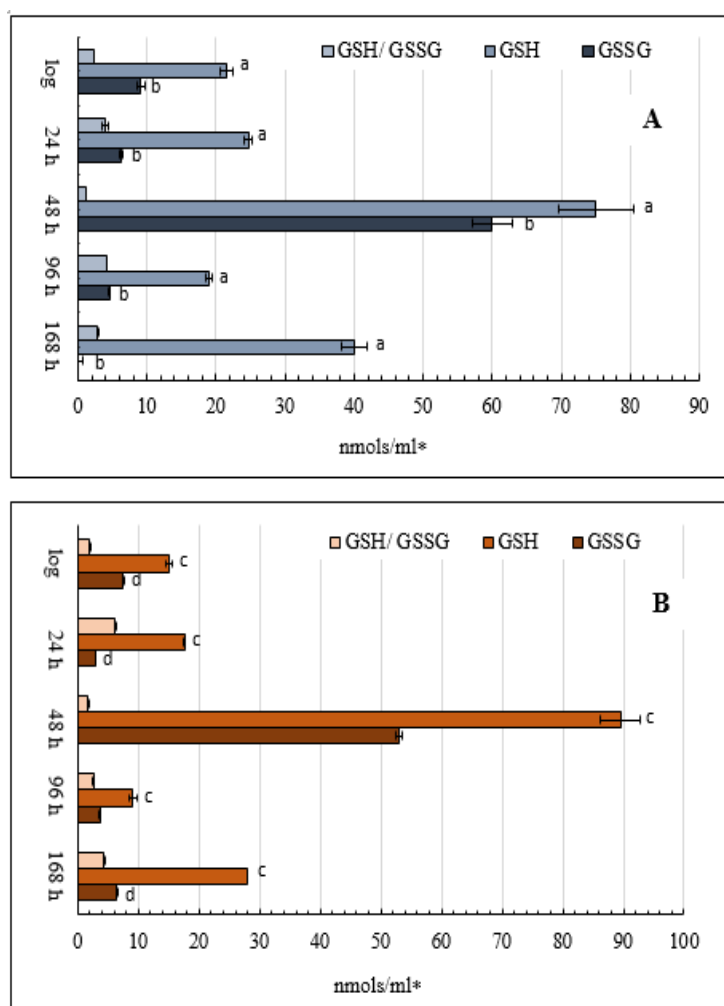 GSH/ GSSG GSH GSSG
A
log
a
b
24 h
a
b
48 h
a
b
96 h
a
b
168 h
a
b
0 10 20 30 40 50 60 70 80 90
nmols/ml*
GSH/ GSSG GSH GSSG
B
log
c
d
24 h
c
d
48 h
c
96 h
c
168 h
c
d
0 10 20 30 40 50 60 70 80 90 100
nmols/ml*